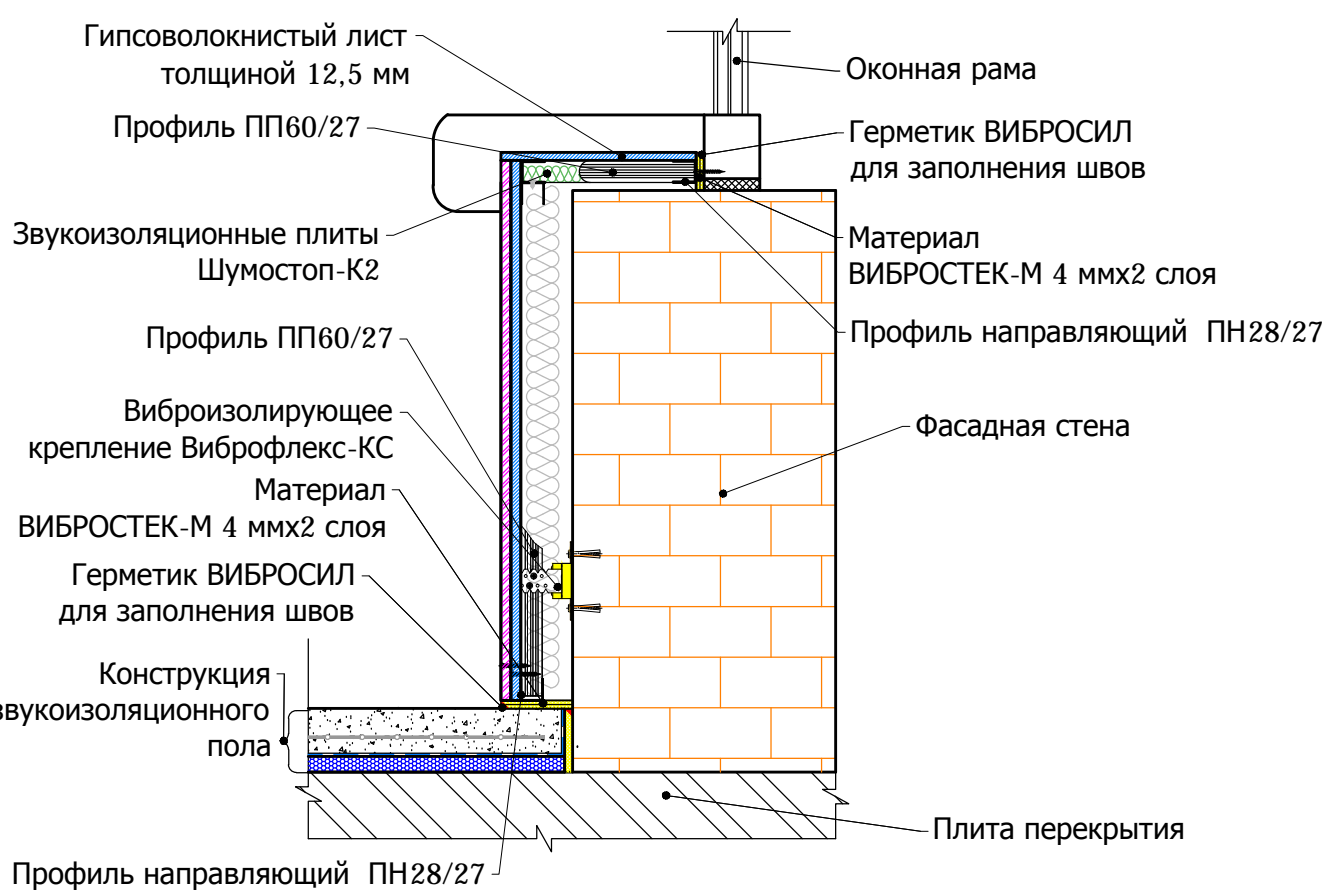 Гипсоволокнистый лист
толщиной 12,5 мм
Профиль ПП60/27
Звукоизоляционные плиты
Шумостоп-К2
Профиль ПП60/27
Виброизолирующее
крепление Виброфлекс-КС
Материал
ВИБРОСТЕК-М 4 ммх2 слоя
Герметик ВИБРОСИЛ
для заполнения швов
Конструкция
звукоизоляционного
пола
Профиль направляющий ПН28/27
Оконная рама
Герметик ВИБРОСИЛ
для заполнения швов
Материал
ВИБРОСТЕК-М 4 ммх2 слоя
Профиль направляющий ПН28/27
Фасадная стена
Плита перекрытия